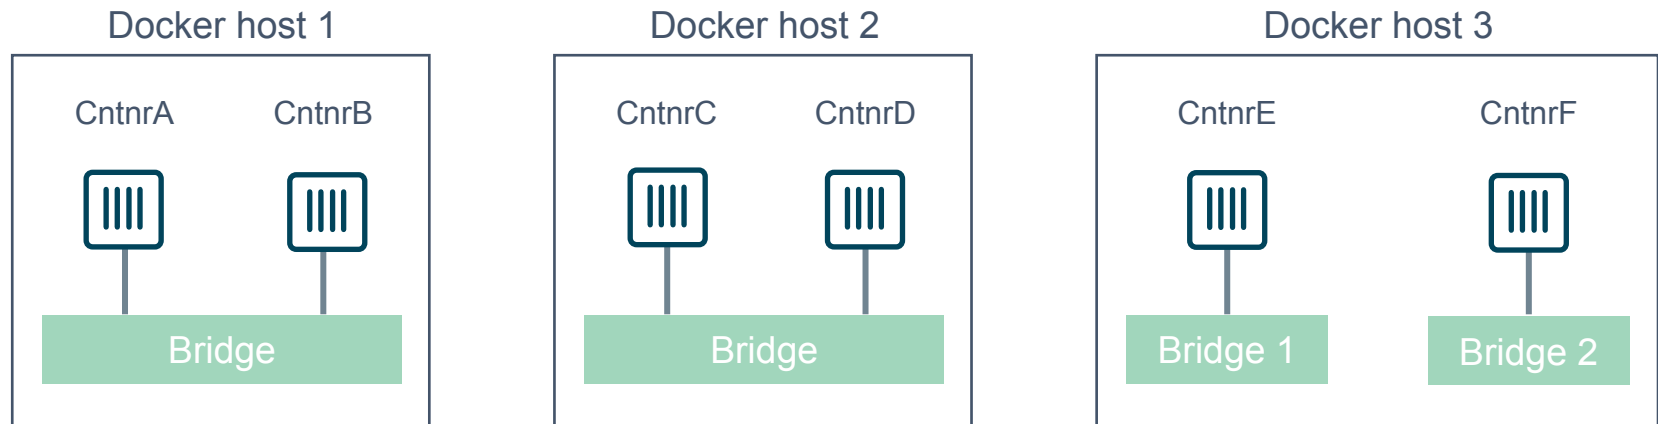 Docker host 1
Docker host 2
Docker host 3
CntnrA
CntnrB
CntnrC
CntnrD
CntnrE
CntnrF
Bridge
Bridge
Bridge 1
Bridge 2